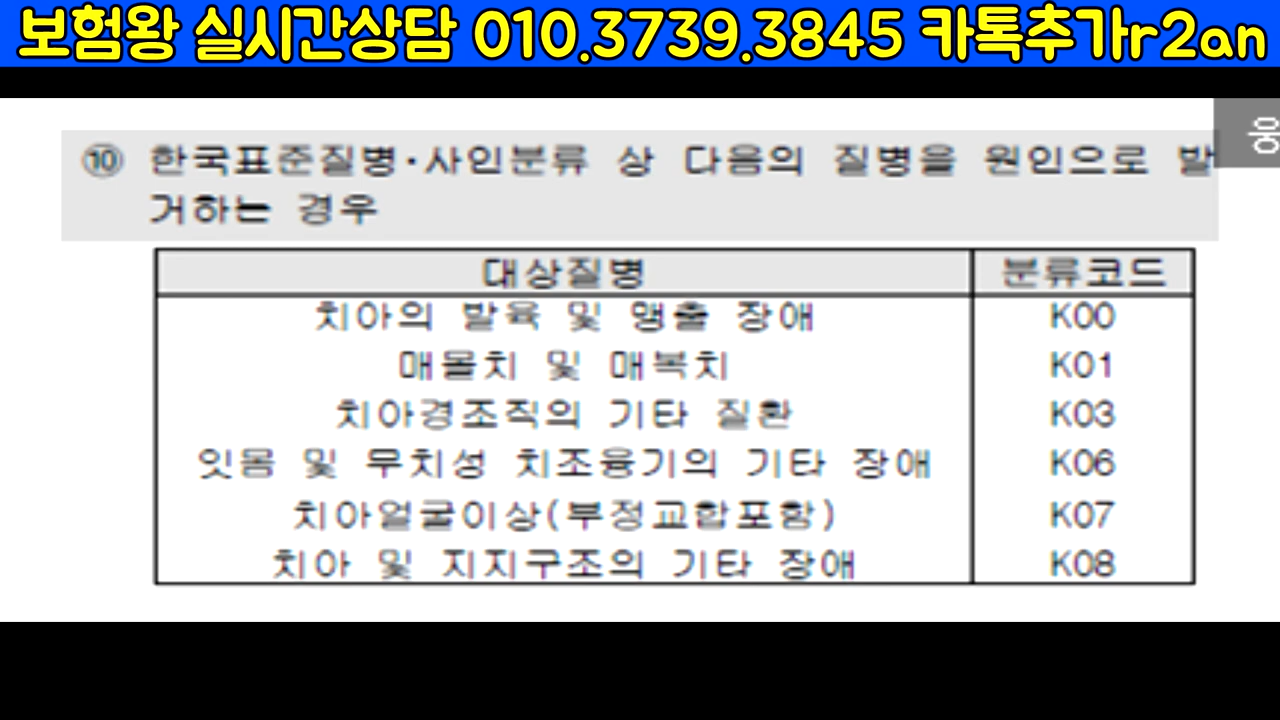 보험왕 실시간상담 010.3739.3845 카톡추가r2an
응
⑩ 한국표준질병·사인분류 상 다음의 질병을 원인으로 발
거하는 경우
대상질병 분류코드
치아의 발육 및 맹출 장애 K00
매몰치 및 매복치 K01
치아경조직의 기타 질환 K03
잇몸 및 무치성 치조융기의 기타 장애 K06
치아얼굴이상(부정교합포함) K07
치아 및 지지구조의 기타 장애 K08